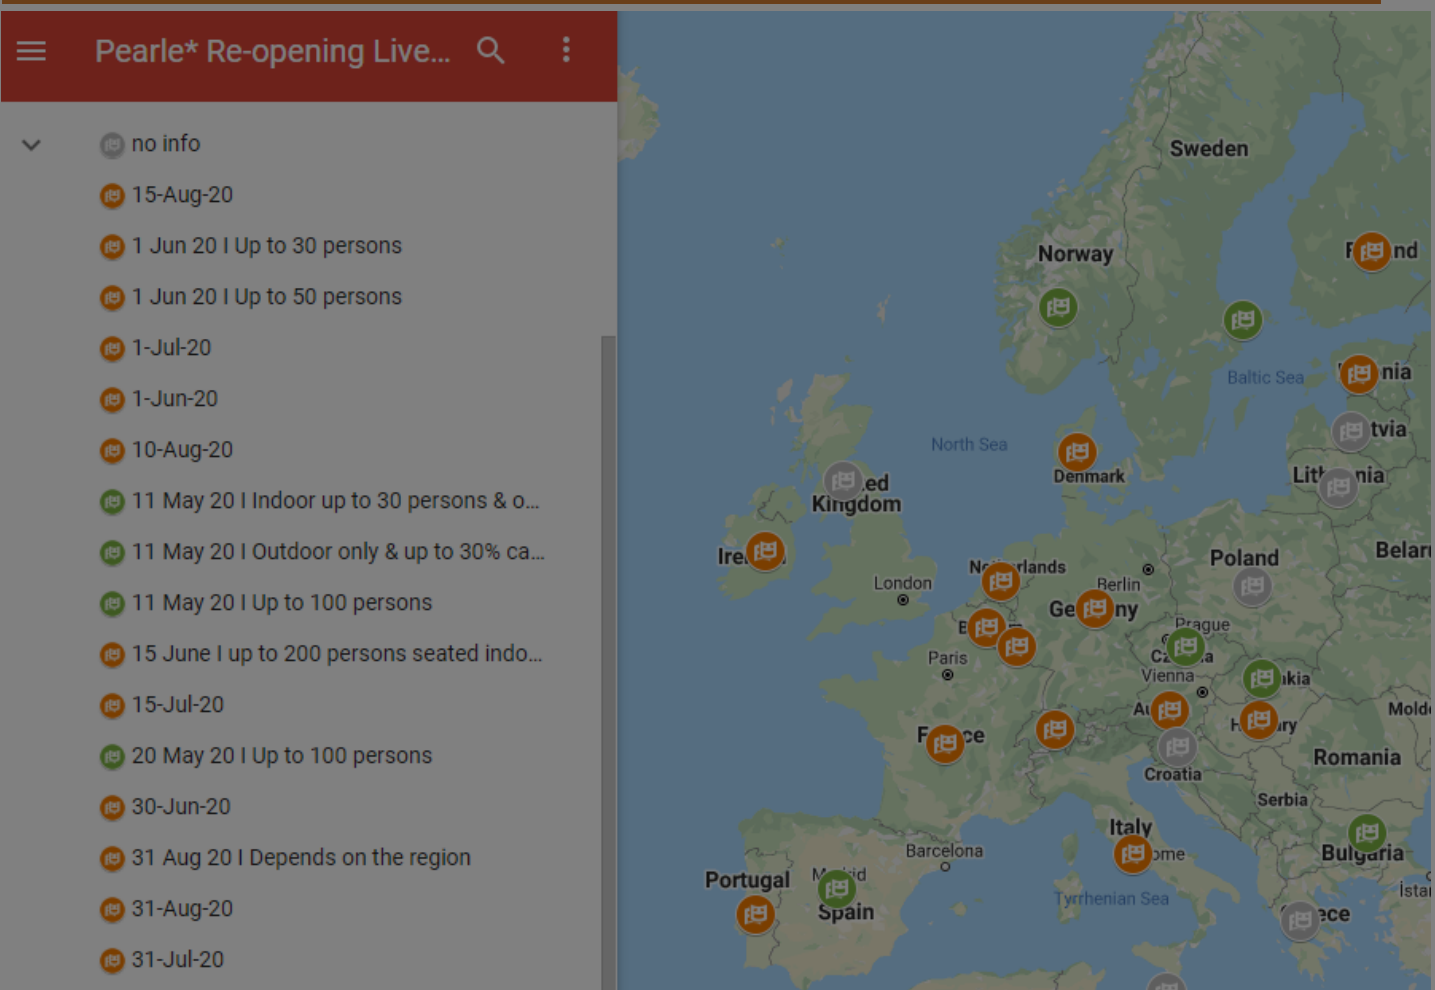 Pearle* Re-opening Live...
no info
15-Aug-20
1 Jun 20 I Up to 30 persons
1 Jun 20 I Up to 50 persons
1-Jul-20
1-Jun-20
10-Aug-20
11 May 20 I Indoor up to 30 persons & o...
11 May 20 I Outdoor only & up to 30% ca...
11 May 20 I Up to 100 persons
15 June I up to 200 persons seated indo...
15-Jul-20
20 May 20 I Up to 100 persons
30-Jun-20
31 Aug 20 I Depends on the region
31-Aug-20
31-Jul-20
Sweden
Norway
Baltic Sea
North Sea
Denmark
Kingdom
London
Poland
Berlin
Prague
Paris
Vienna
Romania
Croatia
Serbia
Italy
Barcelona
Bulgaria
Portugal
Tyrrhenian Sea
Spain